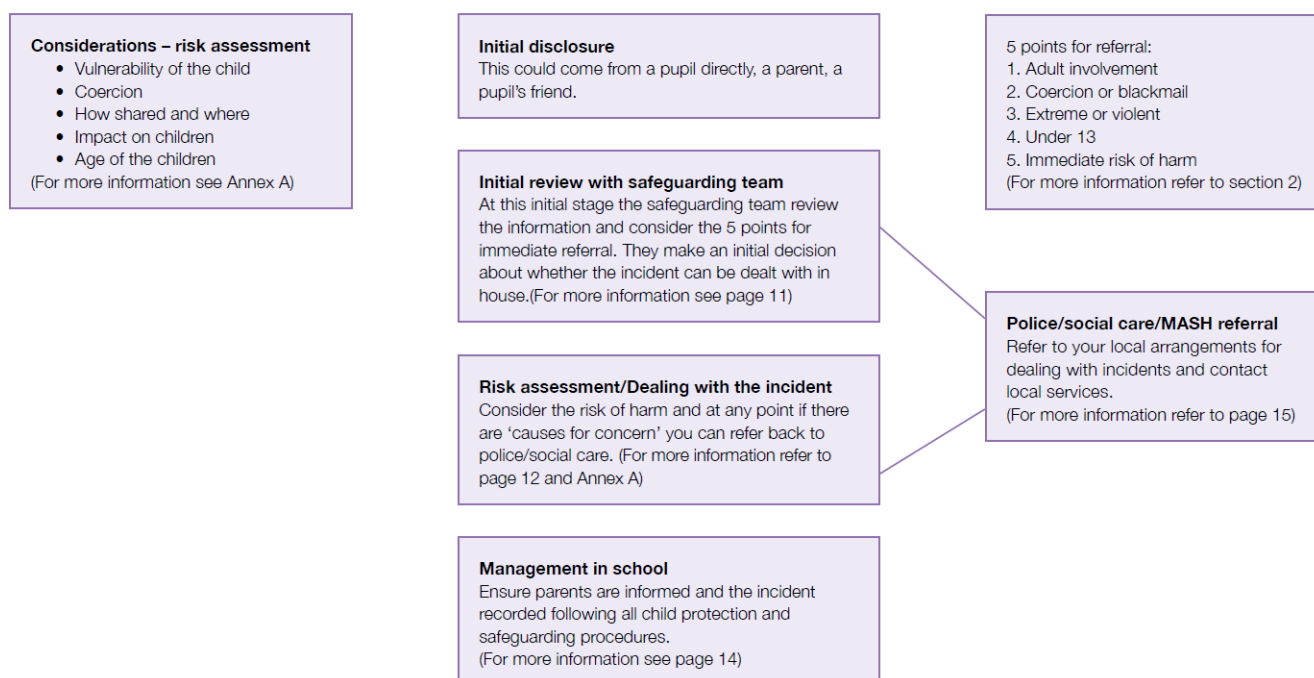 Considerations – risk assessment
• Vulnerability of the child
• Coercion
• How shared and where
• Impact on children
• Age of the children
(For more information see Annex A)
Initial disclosure
This could come from a pupil directly, a parent, a
pupil's friend.
5 points for referral:
1. Adult involvement
2. Coercion or blackmail
3. Extreme or violent
4. Under 13
5. Immediate risk of harm
(For more information refer to section 2)
Initial review with safeguarding team
At this initial stage the safeguarding team review
the information and consider the 5 points for
immediate referral. They make an initial decision
about whether the incident can be dealt with in
house.(For more information see page 11)
Police/social care/MASH referral
Refer to your local arrangements for
dealing with incidents and contact
local services.
(For more information refer to page 15)
Risk assessment/Dealing with the incident
Consider the risk of harm and at any point if there
are 'causes for concern' you can refer back to
police/social care. (For more information refer to
page 12 and Annex A)
Management in school
Ensure parents are informed and the incident
recorded following all child protection and
safeguarding procedures.
(For more information see page 14)